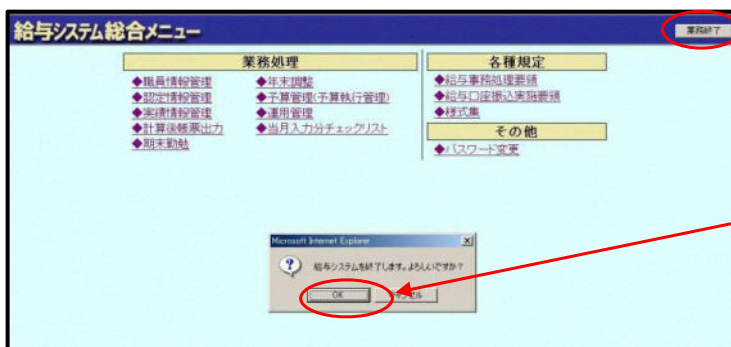 給与システム総合メニュー
業務終了
業務処理
◆職員情報管理
◆認定情報管理
◆実績情報管理
◆計算後帳票出力
◆期末勤勉
◆年末調整
◆予算管理(予算執行管理)
◆運用管理
◆当月入力分チェックリスト
各種規定
◆給与事務処理要領
◆給与口座振込実施要領
◆様式集
その他
◆パスワード変更
Microsoft Internet Explorer
給与システムを終了します。よろしいですか?
OK
キャンセル